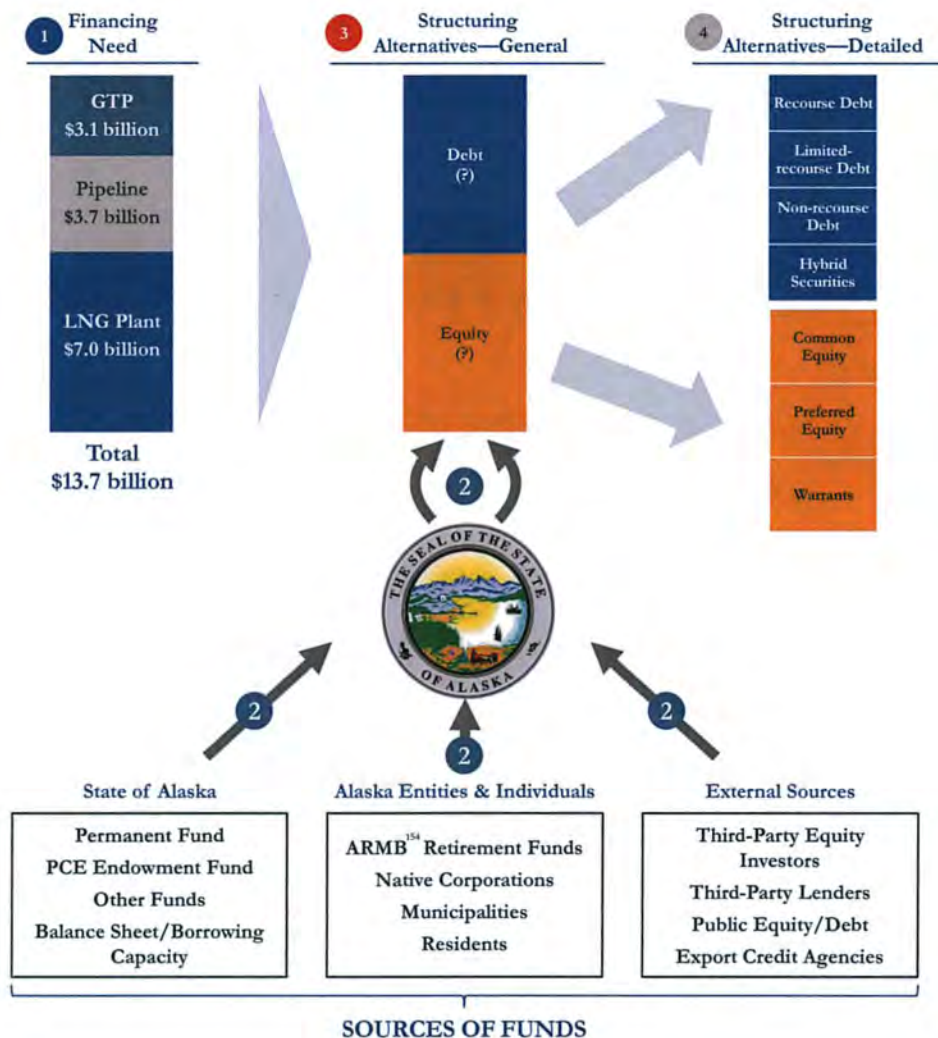 1
Financing
Need
3
Structuring
Alternatives—General
4
Structuring
Alternatives—Detailed
GTP
$3.1 billion
Pipeline
$3.7 billion
LNG Plant
$7.0 billion
Total
$13.7 billion
Debt
(?)
Equity
(?)
Recourse Debt
Limited-
recourse Debt
Non-recourse
Debt
Hybrid
Securities
Common
Equity
Preferred
Equity
Warrants
2
THE SEAL OF THE STATE
OF ALASKA
2
2
2
State of Alaska
Permanent Fund
PCE Endowment Fund
Other Funds
Balance Sheet/Borrowing
Capacity
Alaska Entities & Individuals
ARMB154 Retirement Funds
Native Corporations
Municipalities
Residents
External Sources
Third-Party Equity
Investors
Third-Party Lenders
Public Equity/Debt
Export Credit Agencies
SOURCES OF FUNDS